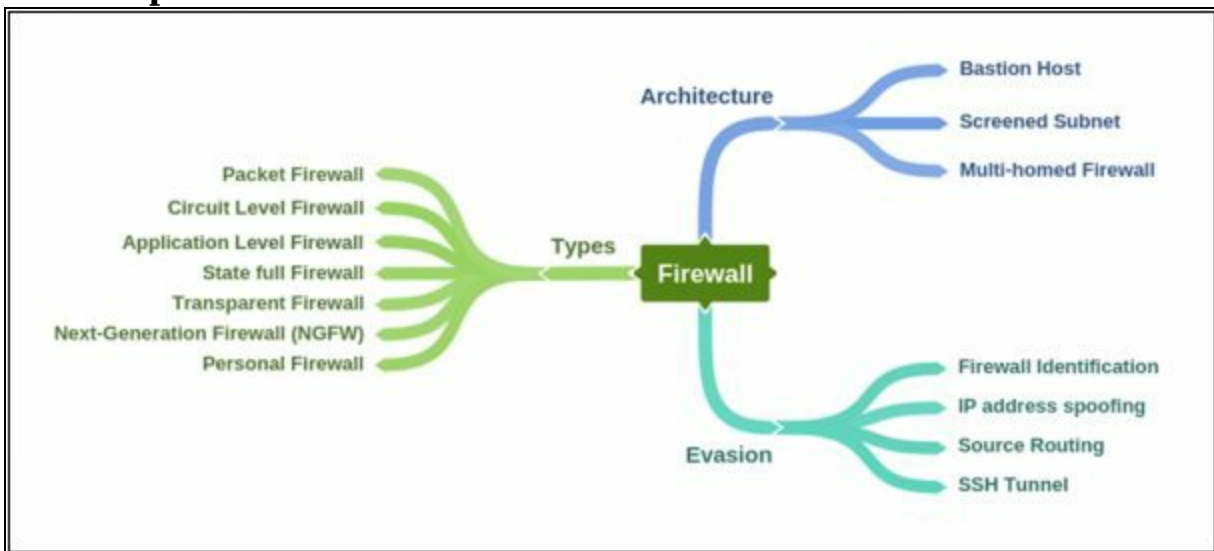 Architecture
Bastion Host
Screened Subnet
Multi-homed Firewall
Types
Packet Firewall
Circuit Level Firewall
Application Level Firewall
State full Firewall
Transparent Firewall
Next-Generation Firewall (NGFW)
Personal Firewall
Firewall
Evasion
Firewall Identification
IP address spoofing
Source Routing
SSH Tunnel